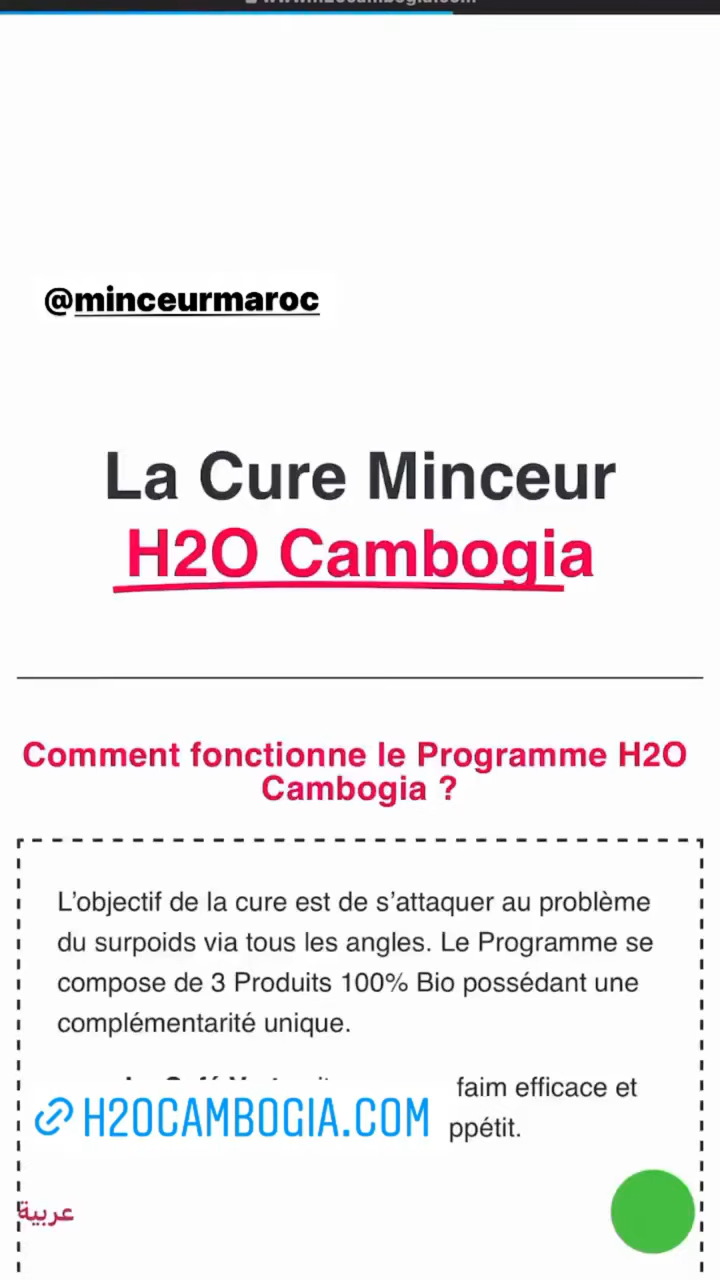 @minceurmaroc
La Cure Minceur
H2O Cambogia
Comment fonctionne le Programme H2O
Cambogia ?
L’objectif de la cure est de s’attaquer au problème
du surpoids via tous les angles. Le Programme se
compose de 3 Produits 100% Bio possédant une
complémentarité unique.
faim efficace et
ppétit.
H2OCAMBOGIA.COM
عربية